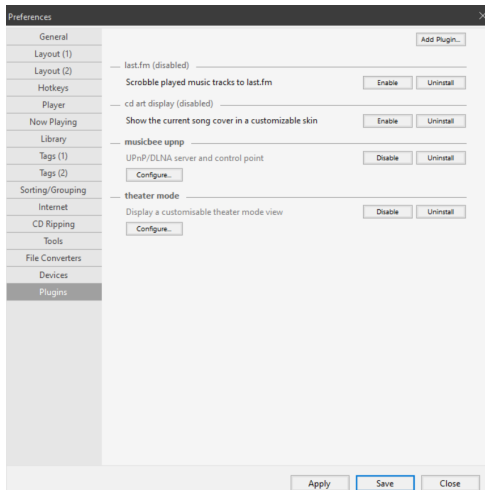 Preferences
General
Layout (1)
Layout (2)
Hotkeys
Player
Now Playing
Library
Tags (1)
Tags (2)
Sorting/Grouping
Internet
CD Ripping
Tools
File Converters
Devices
Plugins
Add Plugin...
last.fm (disabled)
Scrobble played music tracks to last.fm Enable Uninstall
cd art display (disabled)
Show the current song cover in a customizable skin Enable Uninstall
musicbee upnp
UPnP/DLNA server and control point Disable Uninstall
Configure...
theater mode
Display a customisable theater mode view Disable Uninstall
Configure...
Apply Save Close